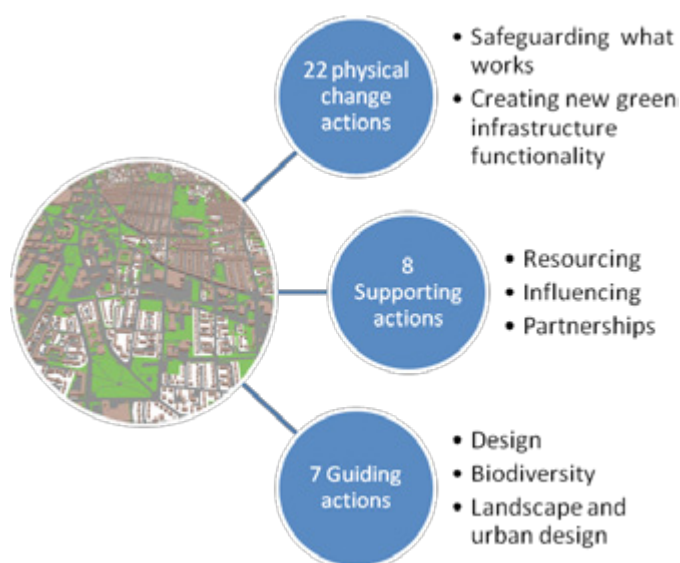 22 physical
change
actions
• Safeguarding what
works
• Creating new green
infrastructure
functionality
8
Supporting
actions
• Resourcing
• Influencing
• Partnerships
7 Guiding
actions
• Design
• Biodiversity
• Landscape and
urban design